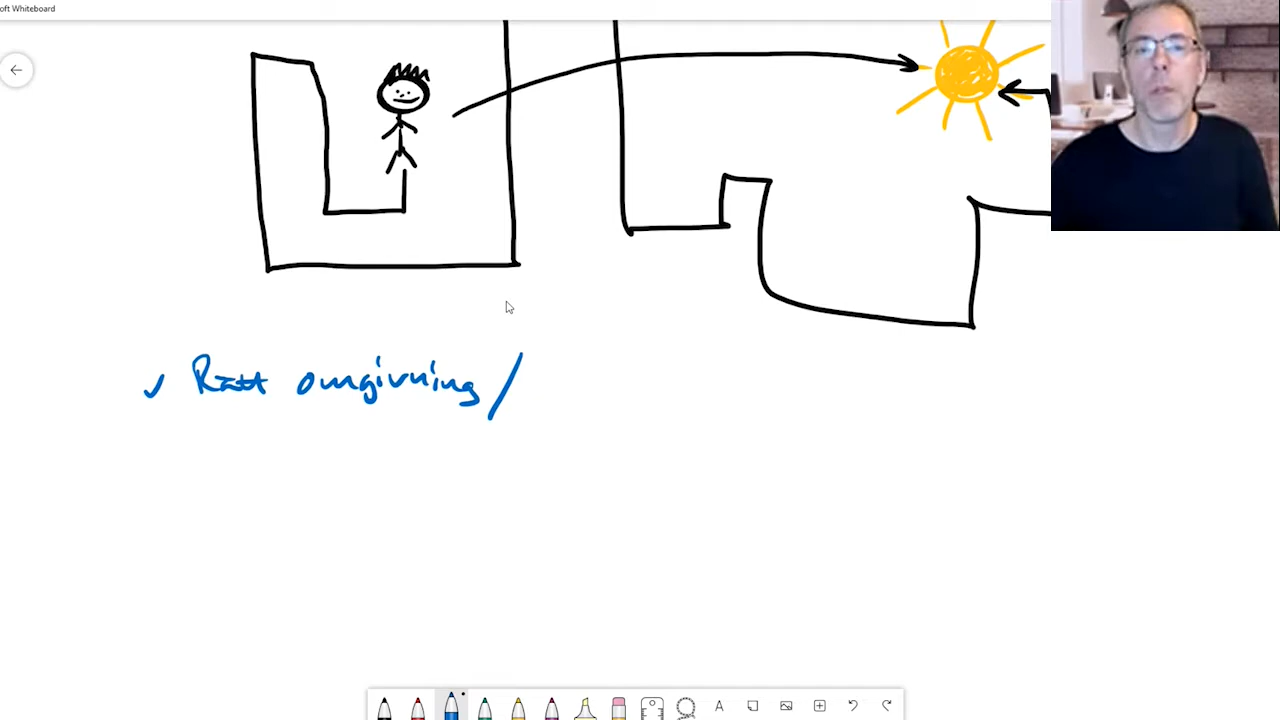 oft Whiteboard
✓ Rätt omgivning /
A